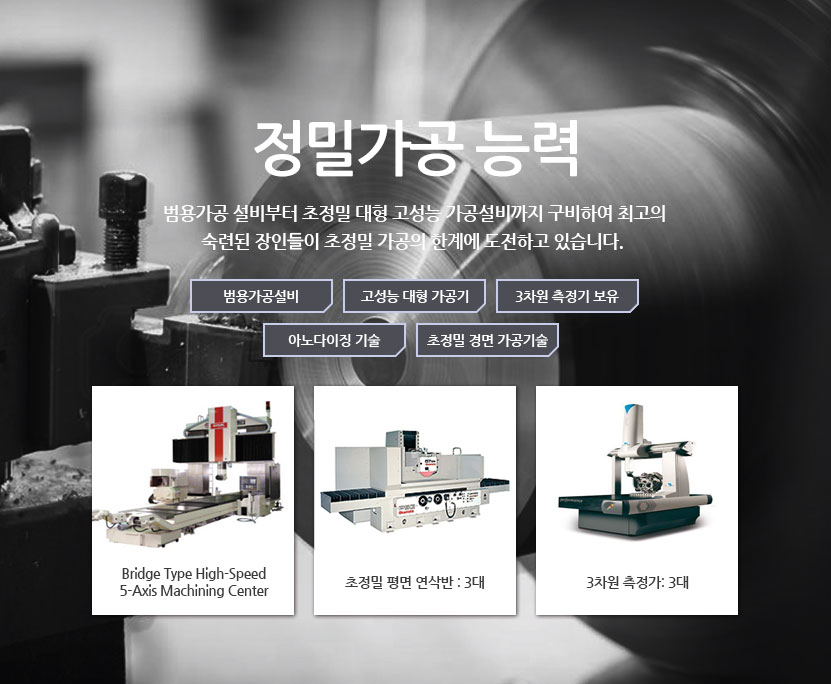 정밀가공 능력
범용가공 설비부터 초정밀 대형 고성능 가공설비까지 구비하여 최고의
숙련된 장인들이 초정밀 가공의 한계에 도전하고 있습니다.
범용가공설비
고성능 대형 가공기
3차원 측정기 보유
아노다이징 기술
초정밀 경면 가공기술
Bridge Type High-Speed
5-Axis Machining Center
초정밀 평면 연삭반 : 3대
3차원 측정가: 3대